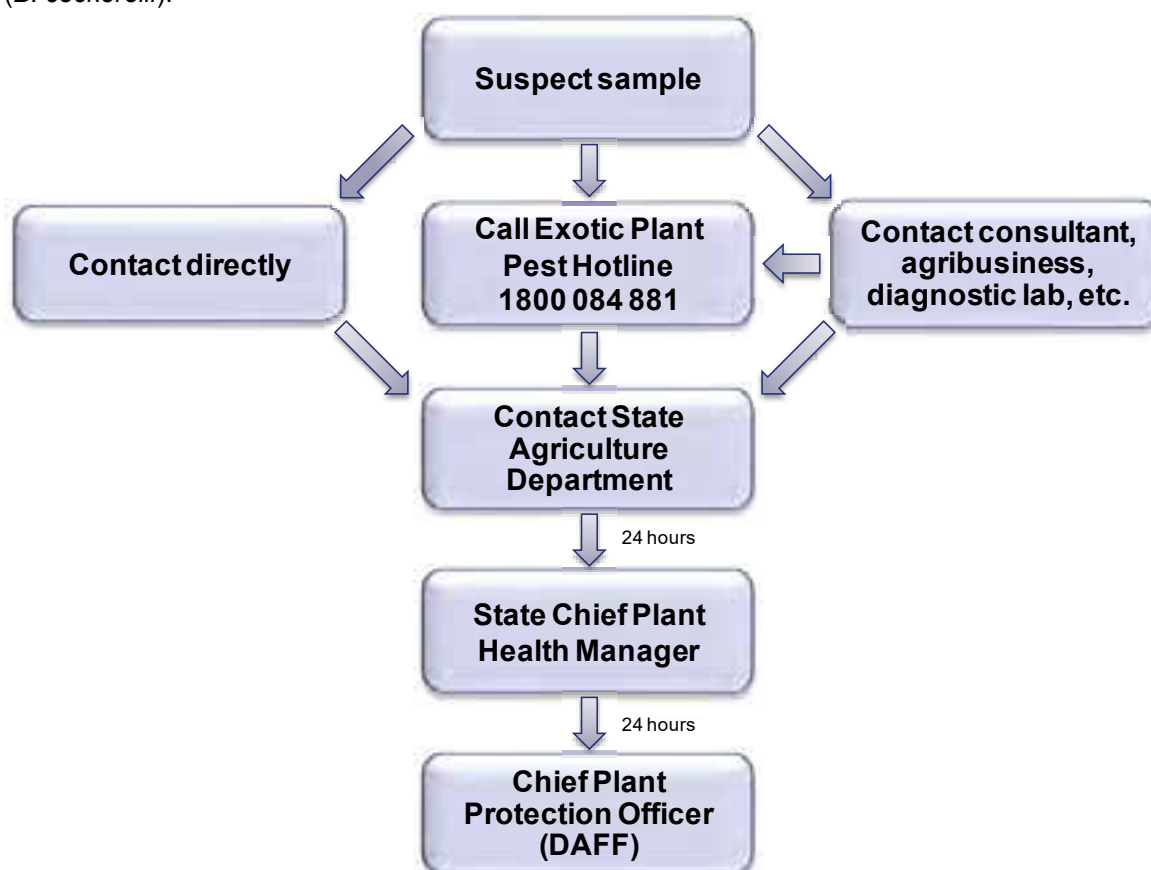 Suspect sample
Contact directly
Call Exotic Plant
Pest Hotline
1800 084 881
Contact consultant,
agribusiness,
diagnostic lab, etc.
Contact State
Agriculture
Department
24 hours
State Chief Plant
Health Manager
24 hours
Chief Plant
Protection Officer
(DAFF)